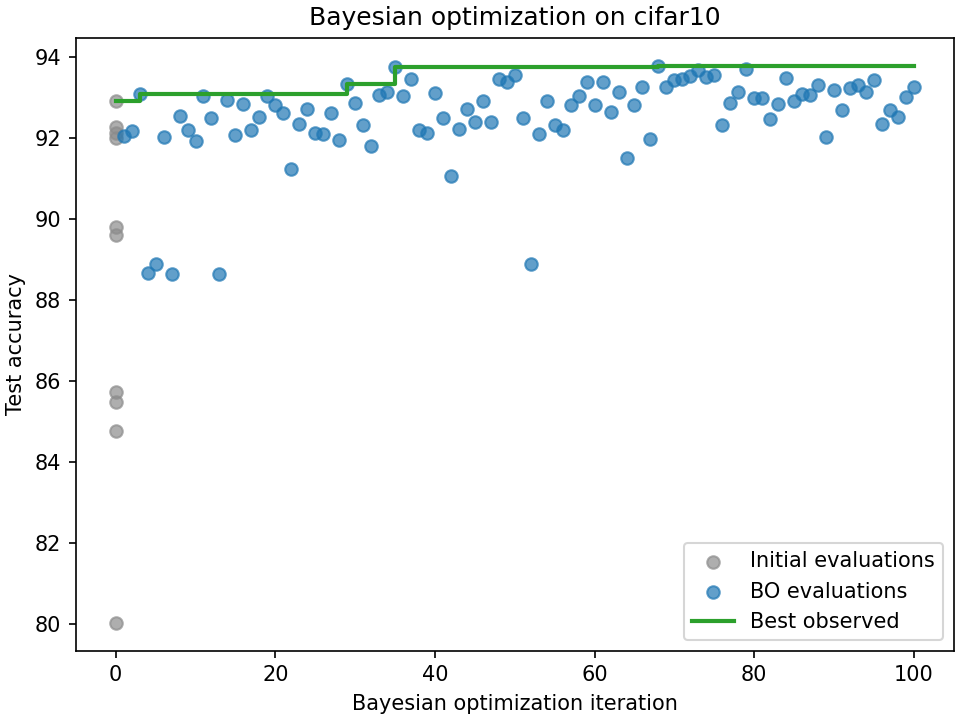 Bayesian optimization on cifar10
94
92
90
88
86
84
82
80
Test accuracy
0
20
40
60
80
100
Bayesian optimization iteration
Initial evaluations
BO evaluations
Best observed